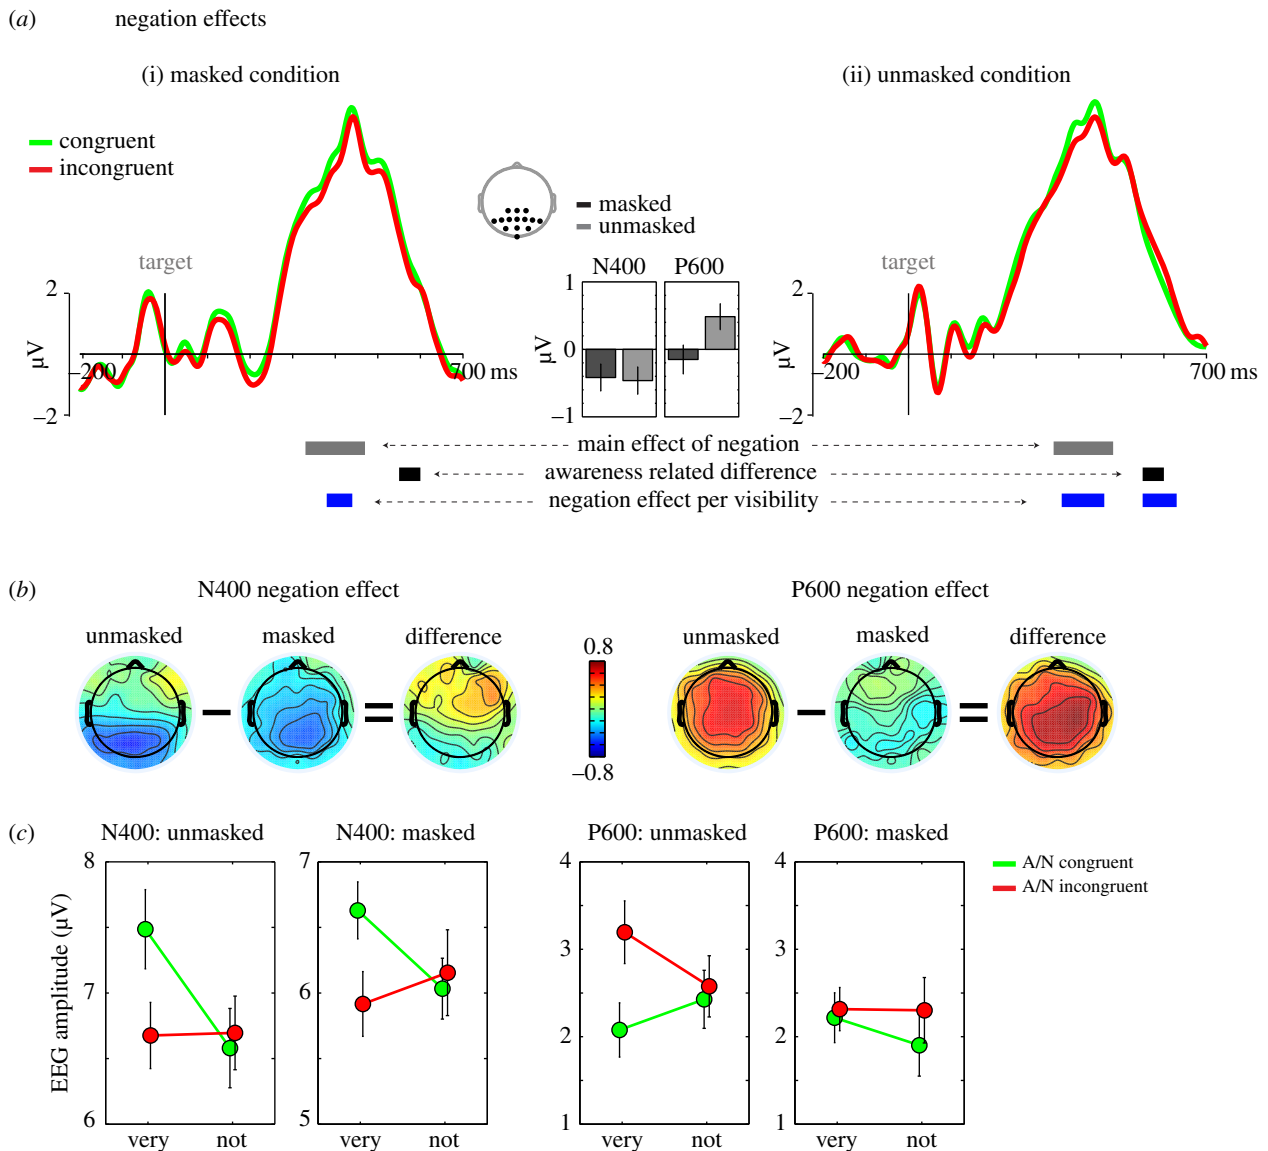 (a) negation effects
(i) masked condition
(ii) unmasked condition
congruent
incongruent
masked
unmasked
target
target
N400 P600
2
μV
–200
700 ms
–2
1
μV
0
–1
2
μV
–200
700 ms
–2
main effect of negation
awareness related difference
negation effect per visibility
(b)
N400 negation effect
P600 negation effect
unmasked masked difference
unmasked masked difference
0.8
–0.8
(c)
N400: unmasked
N400: masked
P600: unmasked
P600: masked
EEG amplitude (μV)
8
7
6
very not
7
6
5
very not
4
3
2
1
very not
4
3
2
1
very not
A/N congruent
A/N incongruent